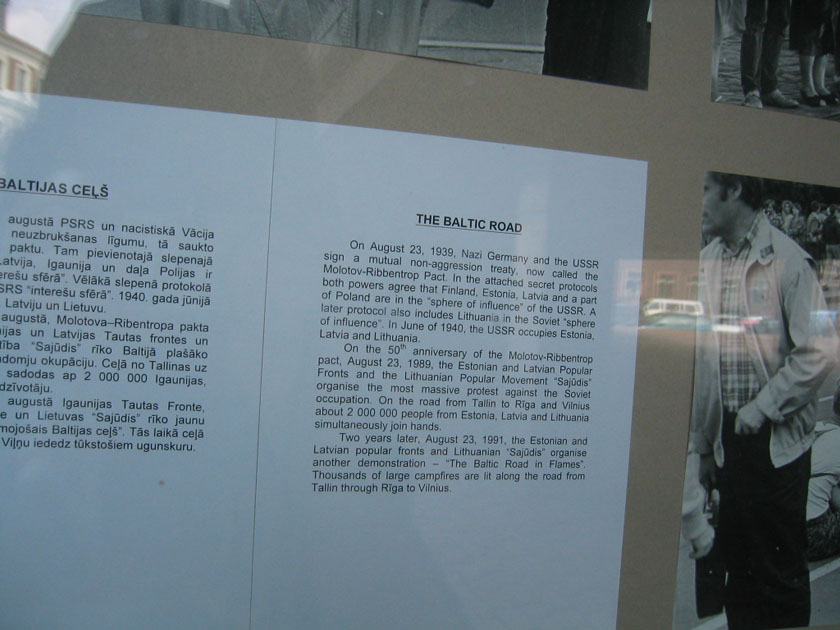 BALTIJAS CEĻŠ
augustā PSRS un nacistiskā Vācija
neuzbrukšanas līgumu, tā saukto
paktu. Tam pievienotajā slepenajā
Latvija, Igaunija un daļa Polijas ir
sfērā”. Vēlākā slepenā protokolā
"interešu sfērā”. 1940. gada jūnijā
Latviju un Lietuvu.
augustā, Molotova–Ribentropa pakta
un Latvijas Tautas frontes un
"Sajūdis” rīko Baltijā plašāko
okupāciju. Ceļā no Tallinas uz
sadodas ap 2 000 000 Igaunijas,
augustā Igaunijas Tautas Fronte,
un Lietuvas "Sajūdis” rīko jaunu
Baltijas ceļš”. Tās laikā ceļā
Viļņu iededz tūkstošiem ugunskuru.
THE BALTIC ROAD
On August 23, 1939, Nazi Germany and the USSR
sign a mutual non-aggression treaty, now called the
Molotov-Ribbentrop Pact. In the attached secret protocols
both powers agree that Finland, Estonia, Latvia and a part
of Poland are in the "sphere of influence” of the USSR. A
later protocol also includes Lithuania in the Soviet "sphere
of influence”. In June of 1940, the USSR occupies Estonia,
Latvia and Lithuania.
On the 50th anniversary of the Molotov-Ribbentrop
pact, August 23, 1989, the Estonian and Latvian Popular
Fronts and the Lithuanian Popular Movement "Sajūdis”
organise the most massive protest against the Soviet
occupation. On the road from Tallin to Rīga and Vilnius
about 2 000 000 people from Estonia, Latvia and Lithuania
simultaneously join hands.
Two years later, August 23, 1991, the Estonian and
Latvian popular fronts and Lithuanian "Sajūdis” organise
another demonstration – "The Baltic Road in Flames”.
Thousands of large campfires are lit along the road from
Tallin through Rīga to Vilnius.